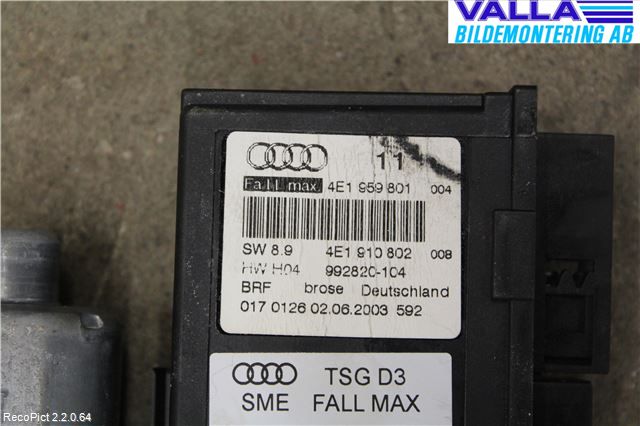 VALLA
BILDEMONTERING AB
11
Fall max. 4E1 959 801 004
SW 8.9 4E1 910 802 008
HW H04 992820-104
BRF brose Deutschland
017 0126 02.06.2003 592
TSG D3
SME FALL MAX
RecoPict 2.2.0.64